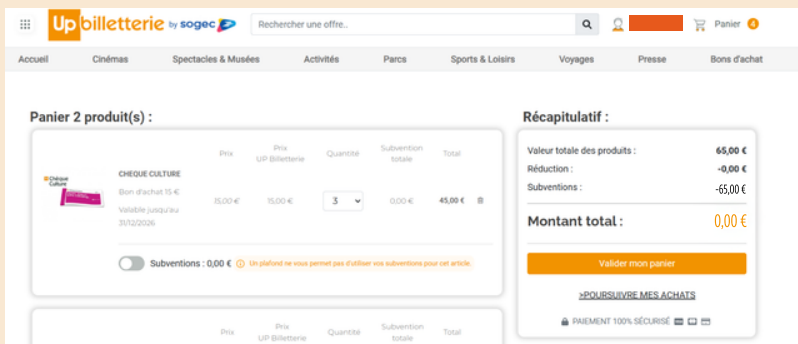 Up billetterie by sogec
Rechercher une offre..
Panier 4
Accueil Cinémas Spectacles & Musées Activités Parcs Sports & Loisirs Voyages Presse Bons d'achat
Panier 2 produit(s) :
Prix Prix UP Billetterie Quantité Subvention totale Total
Chèque Culture
CHEQUE CULTURE
Bon d'achat 15 €
Valable jusqu'au
31/12/2026
15,00 € 15,00 € 3 0,00 € 45,00 €
Subventions : 0,00 € Un plafond ne vous permet pas d'utiliser vos subventions pour cet article.
Prix Prix UP Billetterie Quantité Subvention totale Total
Récapitulatif :
Valeur totale des produits : 65,00 €
Réduction : -0,00 €
Subventions : -65,00 €
Montant total : 0,00 €
Valider mon panier
>POURSUIVRE MES ACHATS
PAIEMENT 100% SÉCURISÉ